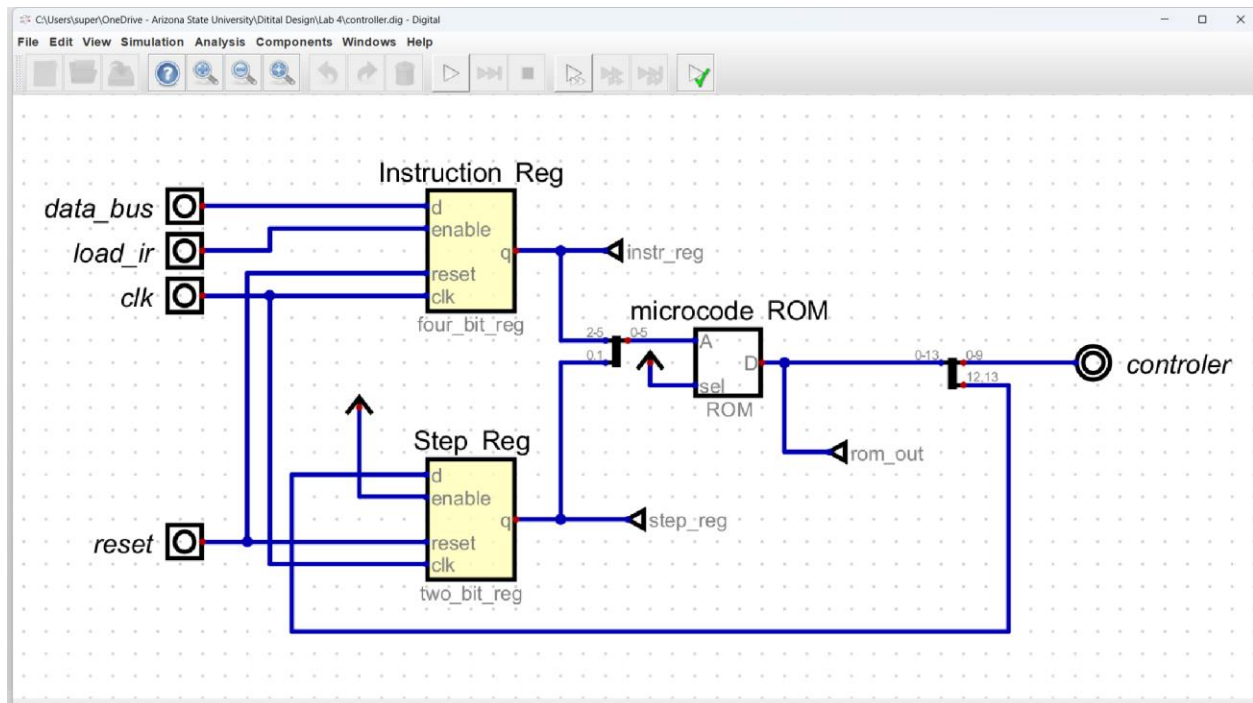 C:\Users\super\OneDrive - Arizona State University\Ditital Design\Lab 4\controller.dig - Digital
File Edit View Simulation Analysis Components Windows Help
Instruction Reg
data_bus
d
load_ir
enable
q
instr_reg
reset
clk
clk
four_bit_reg
microcode ROM
2-5
0-5
A
0,1
D
0-13
0-9
controler
12,13
sel
ROM
Step Reg
rom_out
d
enable
q
step_reg
reset
reset
clk
two_bit_reg